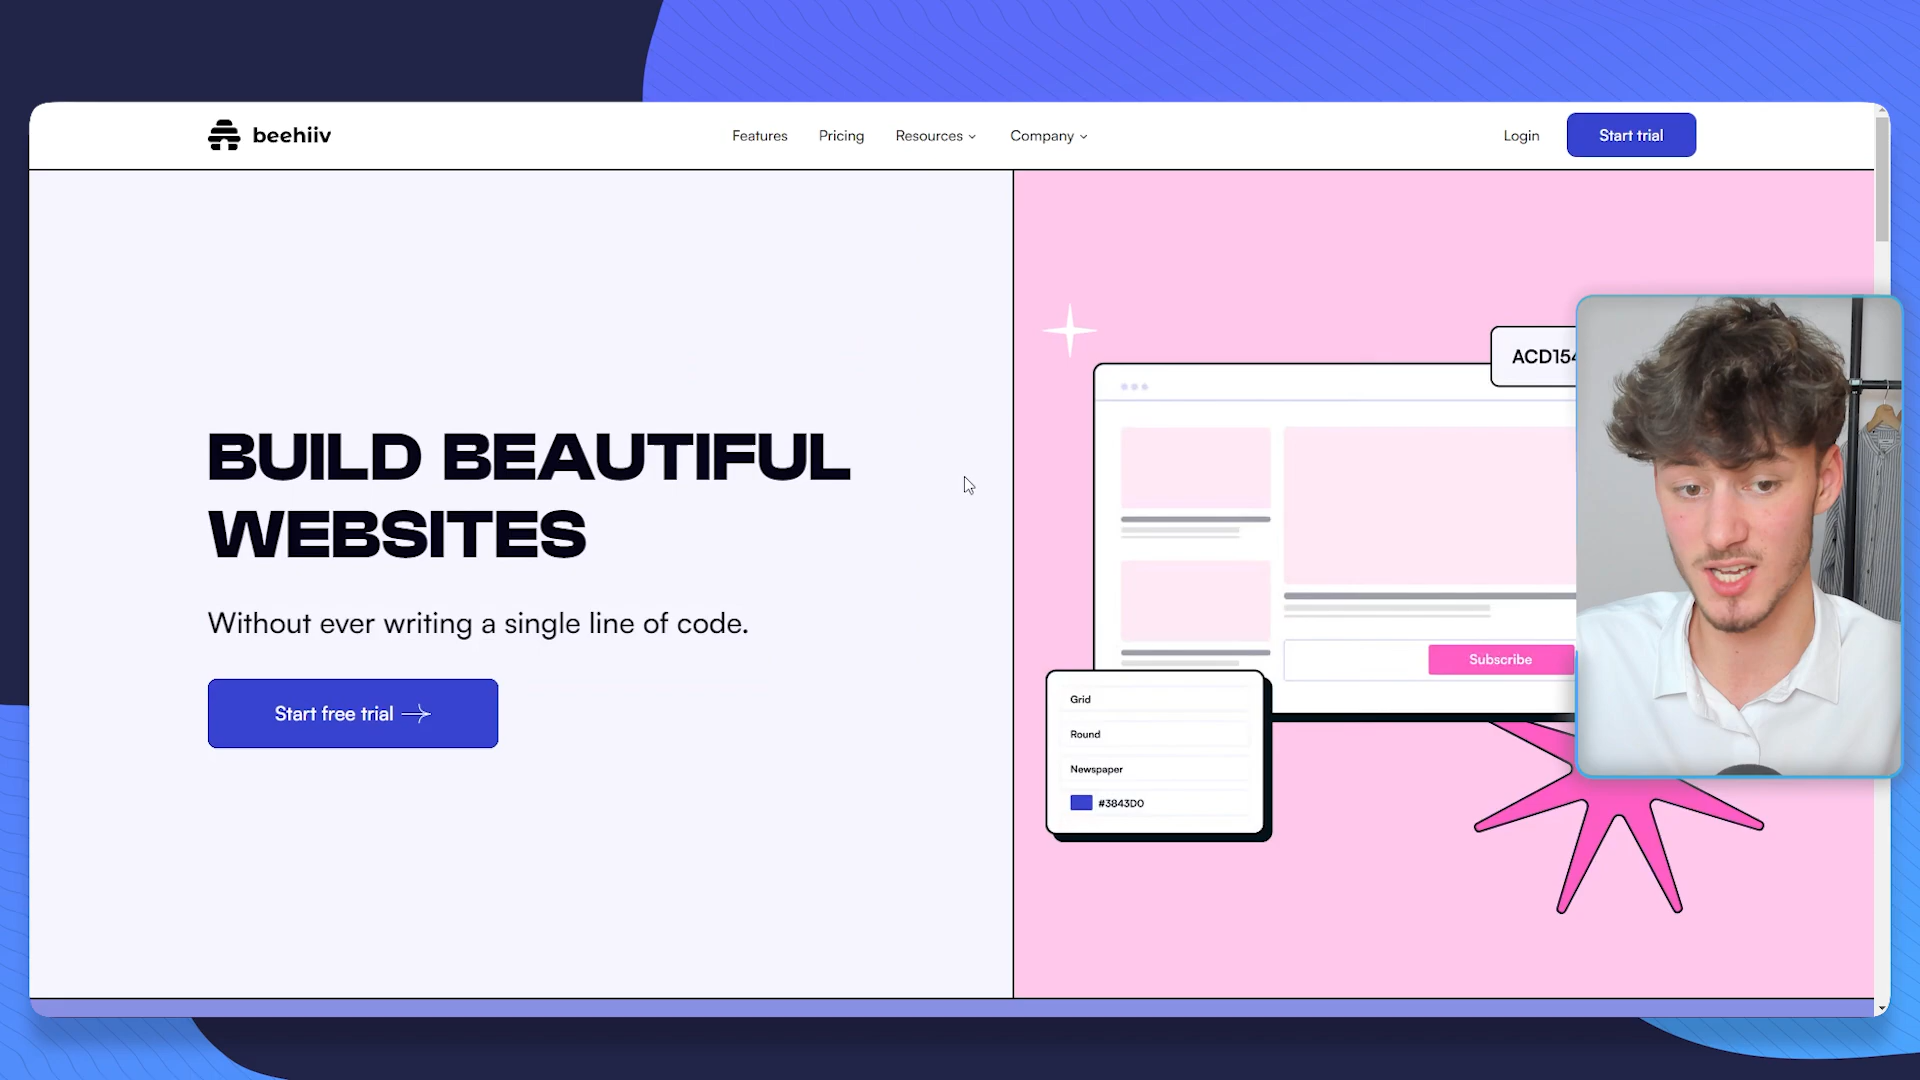 beehiiv
Features
Pricing
Resources
Company
Login
Start trial
BUILD BEAUTIFUL
WEBSITES
Without ever writing a single line of code.
Start free trial
ACD154
Subscribe
Grid
Round
Newspaper
#3843D0